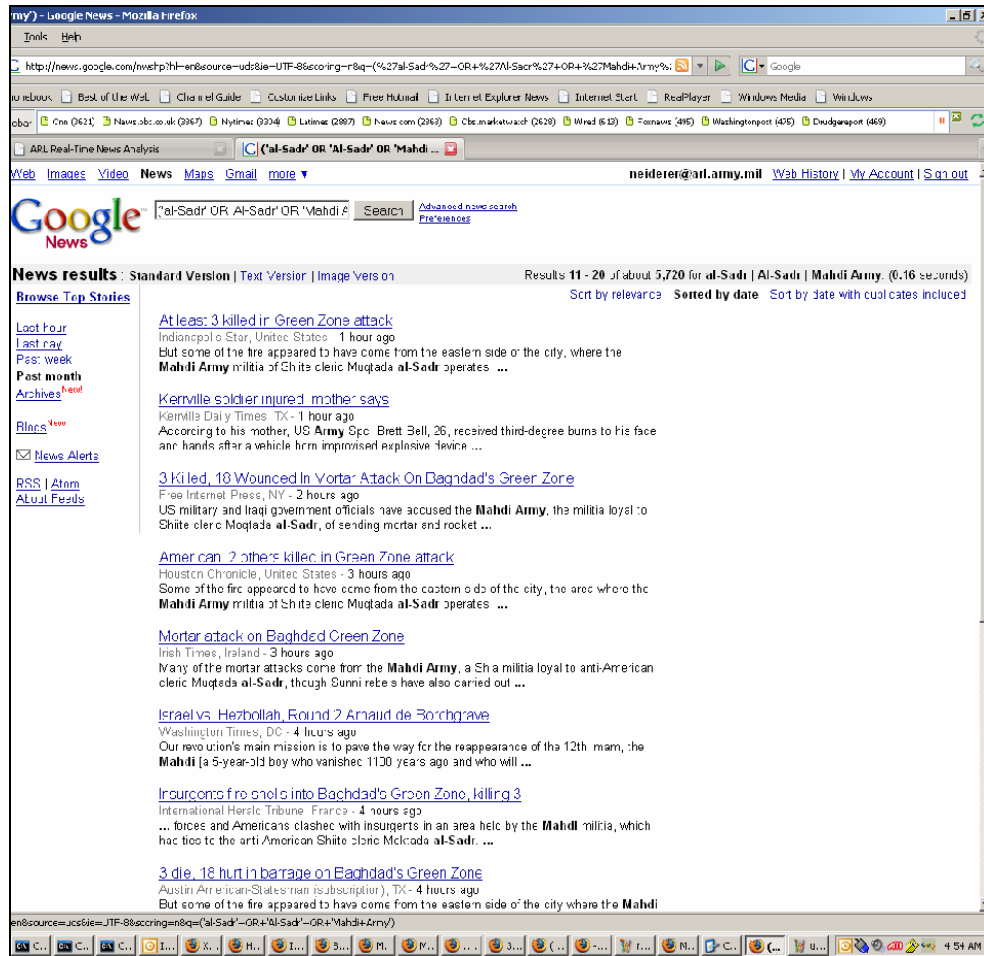 my') - Google News - Mozilla Firefox
Tools Help
http://news.google.com/nwshp?hl=en&source=uds&ie=UTF-8&scoring=n&q=(%27al-Sadr%27+OR+%27Al-Sadr%27+OR+%27Mahdi+Army%2
Google
Best of the Web Channel Guide Customize Links Free Hotmail Internet Explorer News Internet Start RealPlayer Windows Media Windows
Cnn (3621) News.bbc.co.uk (3367) Nytimes (3304) Latimes (2887) News.com (2363) Cbs.marketwatch (2628) Wired (613) Foxnews (495) Washingtonpost (475) Drudgereport (469)
ARL Real-Time News Analysis ('al-Sadr' OR 'Al-Sadr' OR 'Mahdi ...
Web Images Video News Maps Gmail more ▼ neiderer@arl.army.mil Web History | My Account | Sign out
Google News
('al-Sadr' OR 'Al-Sadr' OR 'Mahdi A Search Advanced news search
Preferences
News results : Standard Version | Text Version | Image Version Results 11 - 20 of about 5,720 for al-Sadr | Al-Sadr | Mahdi Army. (0.16 seconds)
Browse Top Stories Sort by relevance Sorted by date Sort by date with duplicates included
Last hour
Last day
Past week
Past month
Archives New!
Blogs New!
News Alerts
RSS | Atom
About Feeds
At least 3 killed in Green Zone attack
Indianapolis Star, United States - 1 hour ago
But some of the fire appeared to have come from the eastern side of the city, where the
Mahdi Army militia of Shiite cleric Muqtada al-Sadr operates. ...
Kerrville soldier injured, mother says
Kerrville Daily Times, TX - 1 hour ago
According to his mother, US Army Spc. Brett Bell, 26, received third-degree burns to his face
and hands after a vehicle born improvised explosive device ...
3 Killed, 18 Wounded In Mortar Attack On Baghdad's Green Zone
Free Internet Press, NY - 2 hours ago
US military and Iraqi government officials have accused the Mahdi Army, the militia loyal to
Shiite cleric Moqtada al-Sadr, of sending mortar and rocket ...
American, 2 others killed in Green Zone attack
Houston Chronicle, United States - 3 hours ago
Some of the fire appeared to have come from the eastern side of the city, the area where the
Mahdi Army militia of Shiite cleric Muqtada al-Sadr operates. ...
Mortar attack on Baghdad Green Zone
Irish Times, Ireland - 3 hours ago
Many of the mortar attacks come from the Mahdi Army, a Shia militia loyal to anti-American
cleric Muqtada al-Sadr, though Sunni rebels have also carried out ...
Israel vs. Hezbollah, Round 2 Arnaud de Borchgrave
Washington Times, DC - 4 hours ago
Our revolution's main mission is to pave the way for the reappearance of the 12th Imam, the
Mahdi [a 5-year-old boy who vanished 1100 years ago and who will ...
Insurgents fire shells into Baghdad's Green Zone, killing 3
International Herald Tribune, France - 4 hours ago
... forces and Americans clashed with insurgents in an area held by the Mahdi militia, which
has ties to the anti-American Shiite cleric Moktada al-Sadr. ...
3 die, 18 hurt in barrage on Baghdad's Green Zone
Austin American-Statesman (subscription), TX - 4 hours ago
But some of the fire appeared to have come from the eastern side of the city where the Mahdi
en&source=ucs&ie=UTF-8&scoring=n&q=('al-Sadr'+OR+'Al-Sadr'+OR+'Mahdi+Army')
C.. C.. C.. I... X.. H.. I... B... M. N.. ... 3... (.. -... r... N.. C.. (... u... 4:54 AM